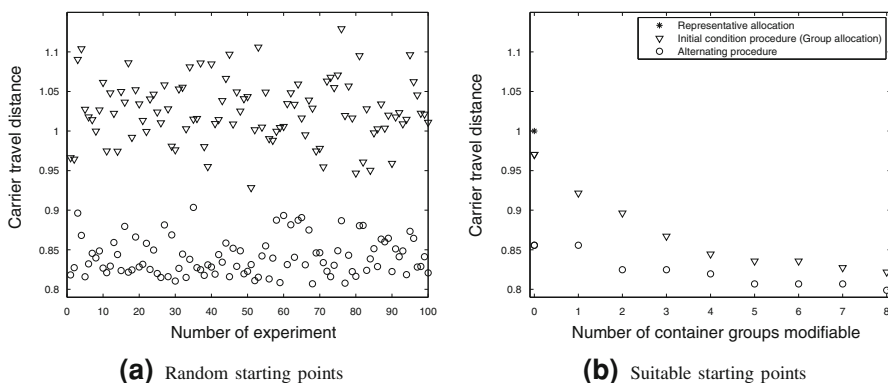 Carrier travel distance
1.1
1.05
1
0.95
0.9
0.85
0.8
0 10 20 30 40 50 60 70 80 90 100
Number of experiment
(a) Random starting points
Representative allocation
Initial condition procedure (Group allocation)
Alternating procedure
Carrier travel distance
1.1
1.05
1
0.95
0.9
0.85
0.8
0 1 2 3 4 5 6 7 8
Number of container groups modifiable
(b) Suitable starting points